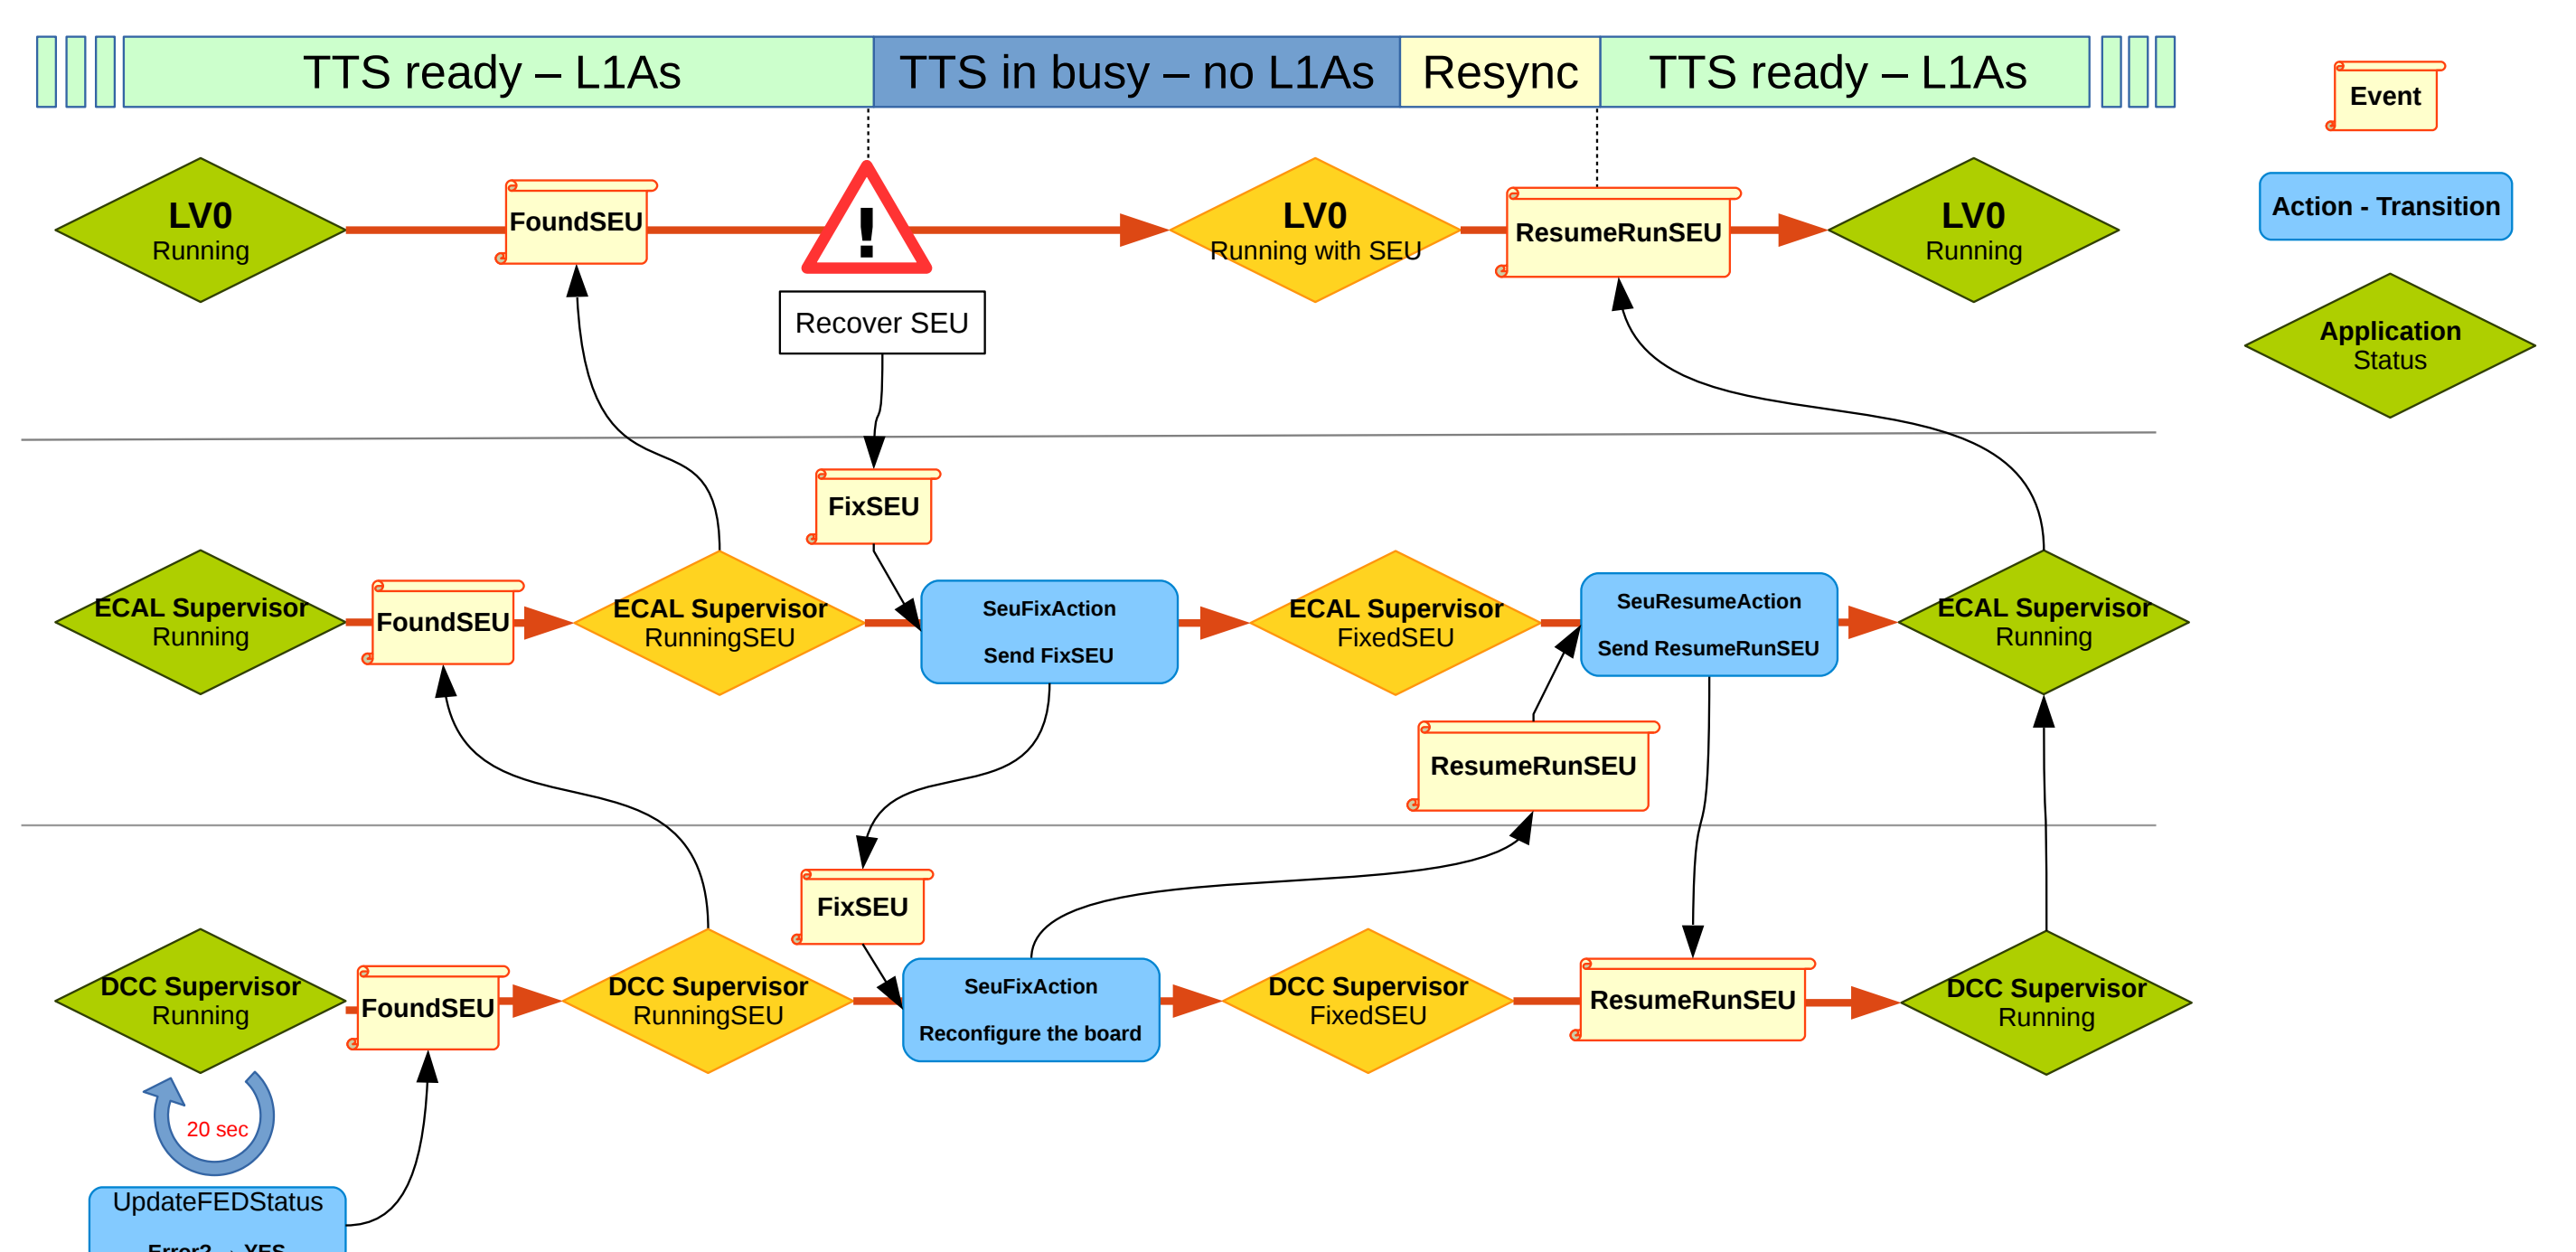 TTS ready – L1As
TTS in busy – no L1As
Resync
TTS ready – L1As
Event
Action - Transition
Application
Status
LV0
Running
FoundSEU
!
Recover SEU
LV0
Running with SEU
ResumeRunSEU
LV0
Running
FixSEU
ECAL Supervisor
Running
FoundSEU
ECAL Supervisor
RunningSEU
SeuFixAction
Send FixSEU
ECAL Supervisor
FixedSEU
SeuResumeAction
Send ResumeRunSEU
ECAL Supervisor
Running
ResumeRunSEU
FixSEU
DCC Supervisor
Running
FoundSEU
DCC Supervisor
RunningSEU
SeuFixAction
Reconfigure the board
DCC Supervisor
FixedSEU
ResumeRunSEU
DCC Supervisor
Running
20 sec
UpdateFEDStatus
Error? → YES